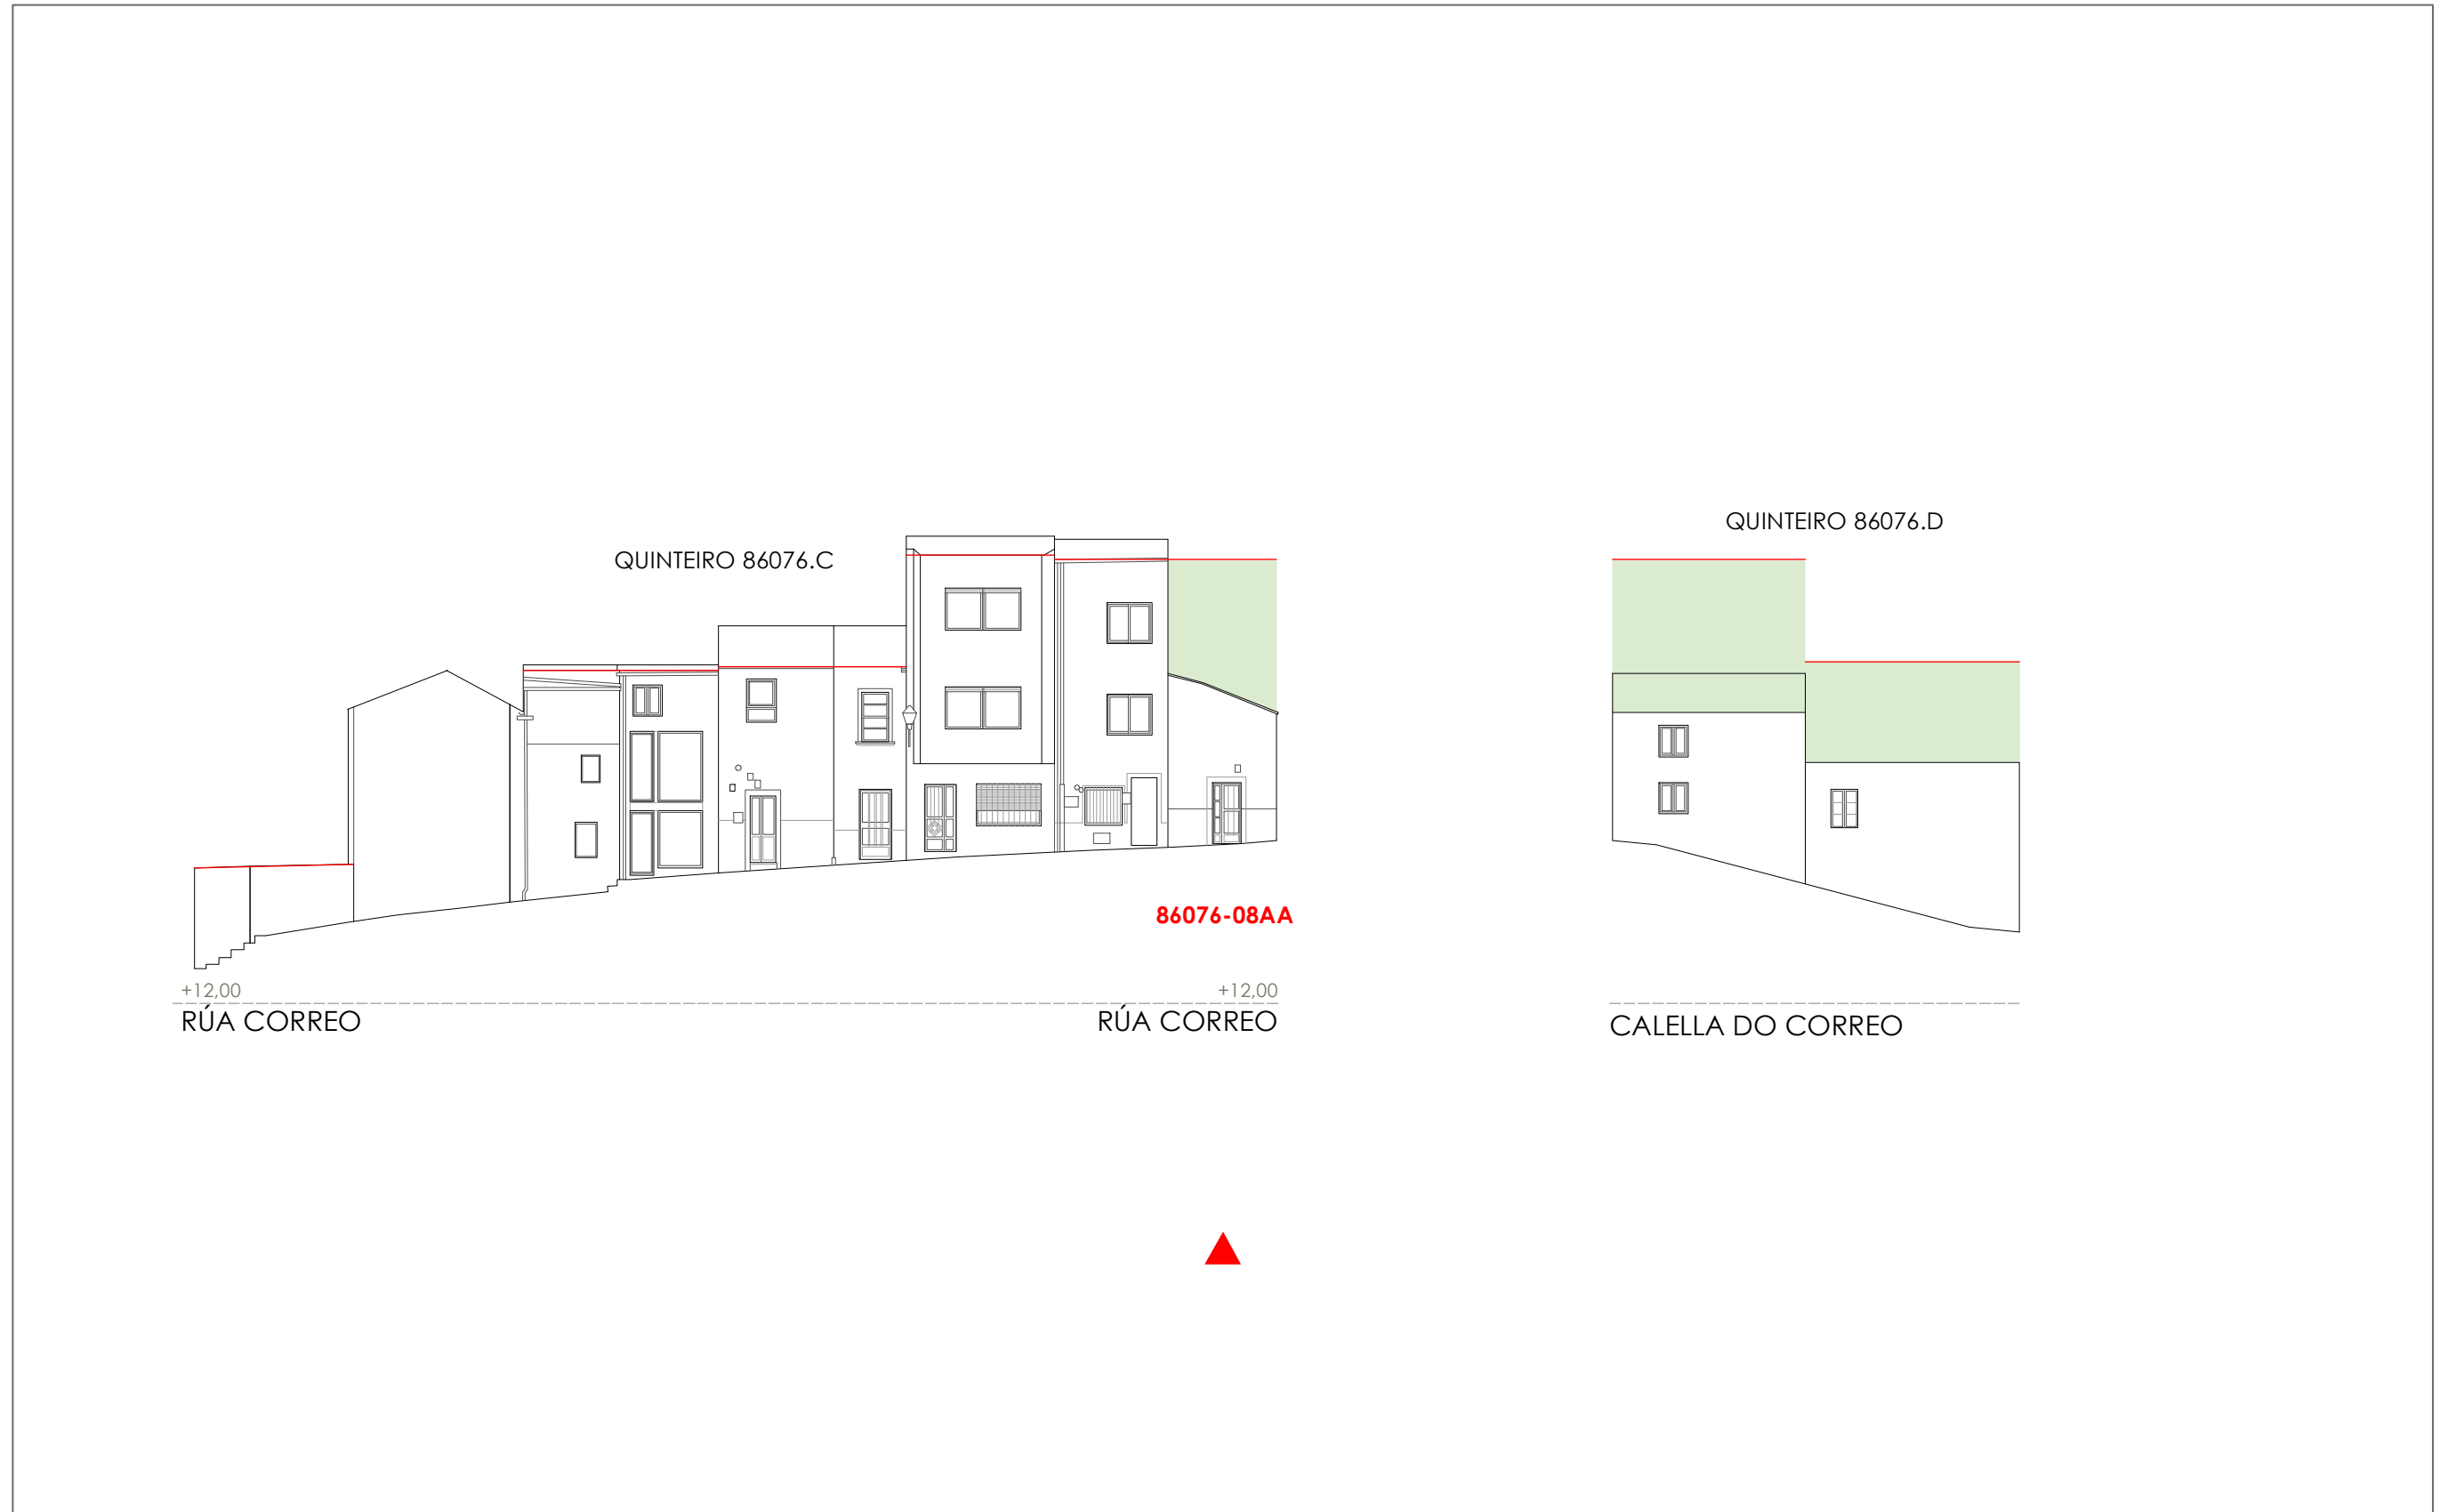 QUINTEIRO 86076.D
QUINTEIRO 86076.C
86076-08AA
+12,00
+12,00
RÚA CORREO
RÚA CORREO
CALELLA DO CORREO